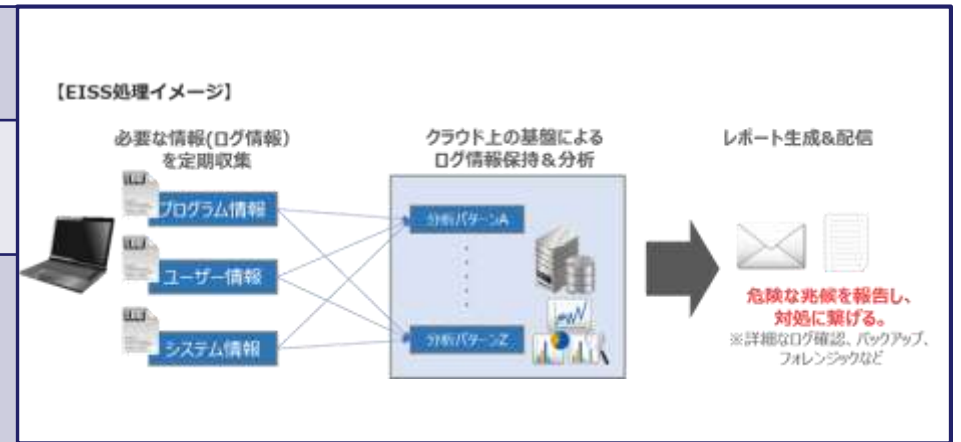 【EISS処理イメージ】
必要な情報(ログ情報)
を定期収集
プログラム情報
ユーザー情報
システム情報
クラウド上の基盤による
ログ情報保持&分析
分析パターンA
分析パターンZ
レポート生成&配信
危険な兆候を報告し、
対処に繋げる。
※詳細なログ確認、バックアップ、
フォレンジックなど